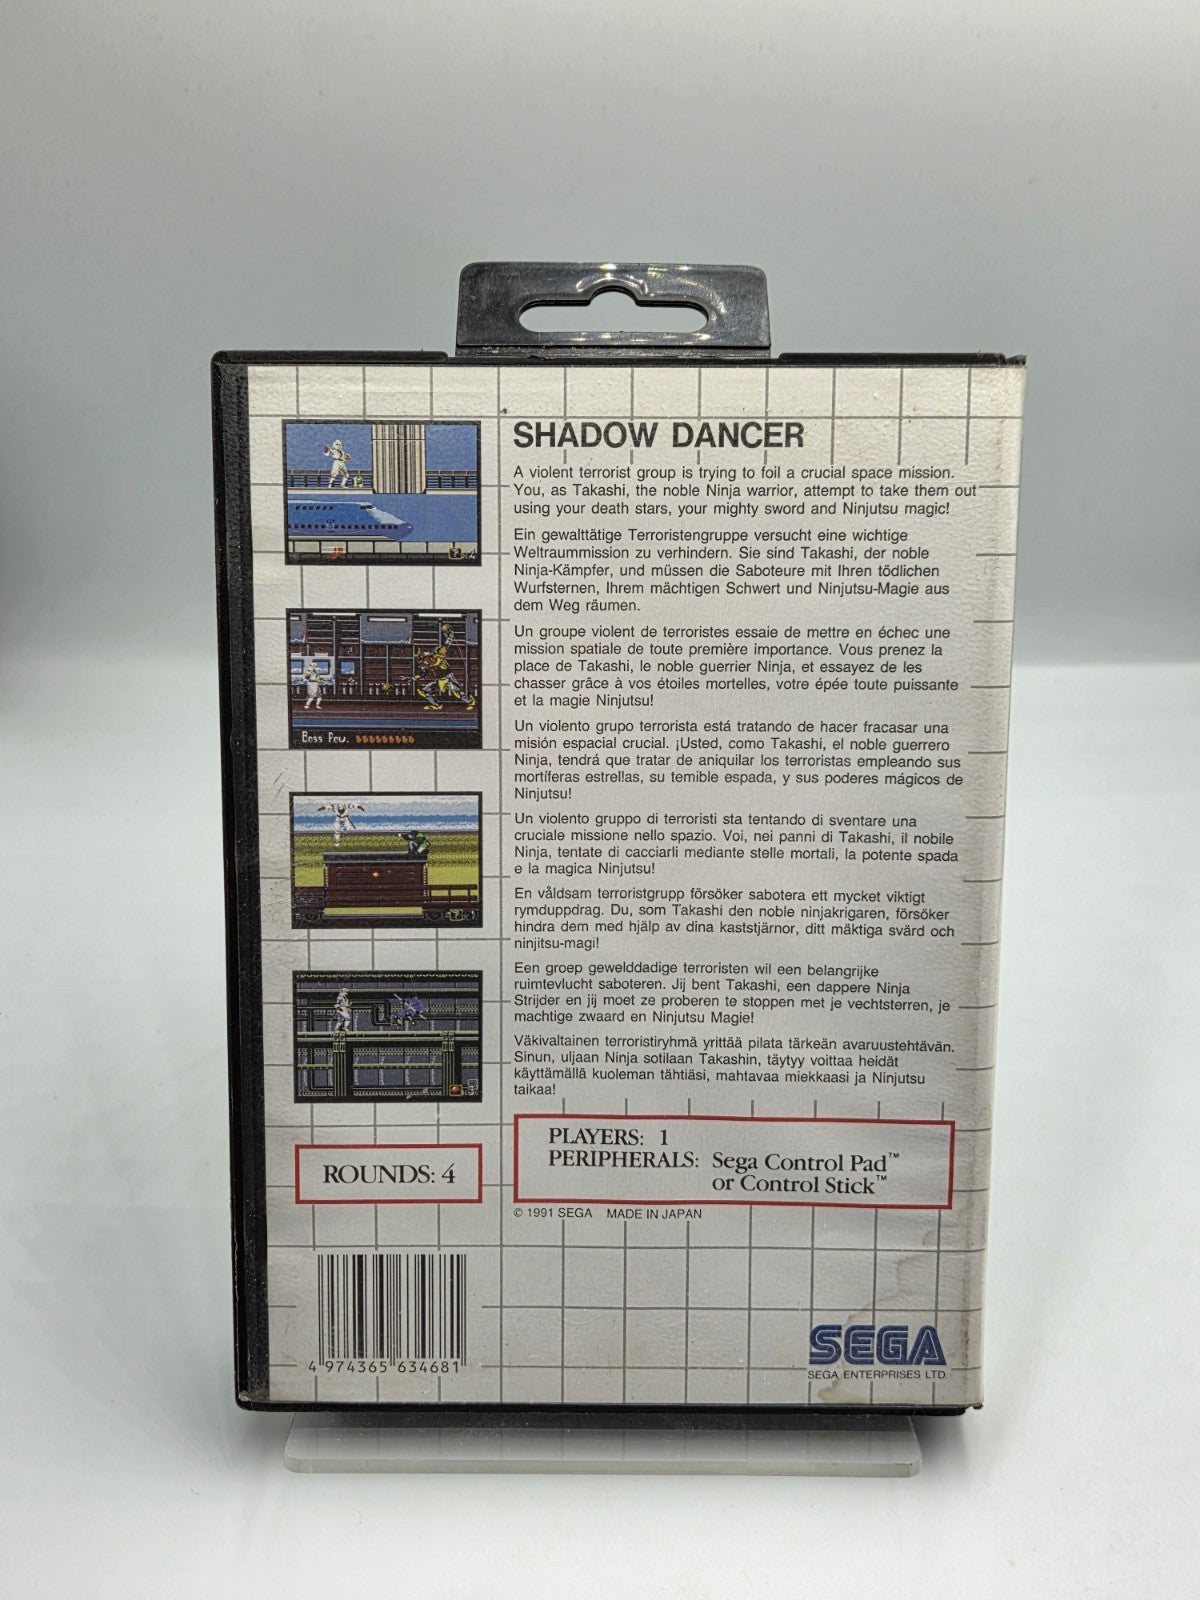 SHADOW DANCER
A violent terrorist group is trying to foil a crucial space mission.
You, as Takashi, the noble Ninja warrior, attempt to take them out
using your death stars, your mighty sword and Ninjutsu magic!
Ein gewalttätige Terroristengruppe versucht eine wichtige
Weltraummission zu verhindern. Sie sind Takashi, der noble
Ninja-Kämpfer, und müssen die Saboteure mit Ihren tödlichen
Wurfsternen, Ihrem mächtigen Schwert und Ninjutsu-Magie aus
dem Weg räumen.
Un groupe violent de terroristes essaie de mettre en échec une
mission spatiale de toute première importance. Vous prenez la
place de Takashi, le noble guerrier Ninja, et essayez de les
chasser grâce à vos étoiles mortelles, votre épée toute puissante
et la magie Ninjutsu!
Un violento grupo terrorista está tratando de hacer fracasar una
misión espacial crucial. ¡Usted, como Takashi, el noble guerrero
Ninja, tendrá que tratar de aniquilar los terroristas empleando sus
mortíferas estrellas, su temible espada, y sus poderes mágicos de
Ninjutsu!
Un violento gruppo di terroristi sta tentando di sventare una
cruciale missione nello spazio. Voi, nei panni di Takashi, il nobile
Ninja, tentate di cacciarli mediante stelle mortali, la potente spada
e la magica Ninjutsu!
En våldsam terroristgrupp försöker sabotera ett mycket viktigt
rymduppdrag. Du, som Takashi den noble ninjakrigaren, försöker
hindra dem med hjälp av dina kaststjärnor, ditt mäktiga svärd och
ninjitsu-magi!
Een groep gewelddadige terroristen wil een belangrijke
ruimtevlucht saboteren. Jij bent Takashi, een dappere Ninja
Strijder en jij moet ze proberen te stoppen met je vechtsterren, je
machtige zwaard en Ninjutsu Magie!
Väkivaltainen terroristiryhmä yrittää pilata tärkeän avaruustehtävän.
Sinun, uljaan Ninja sotilaan Takashin, täytyy voittaa heidät
käyttämällä kuoleman tähtiäsi, mahtavaa miekkaasi ja Ninjutsu
taikaa!
Boss Pow.
ROUNDS: 4
PLAYERS: 1
PERIPHERALS: Sega Control Pad™
or Control Stick™
© 1991 SEGA MADE IN JAPAN
4 974365 634681
SEGA
SEGA ENTERPRISES LTD.